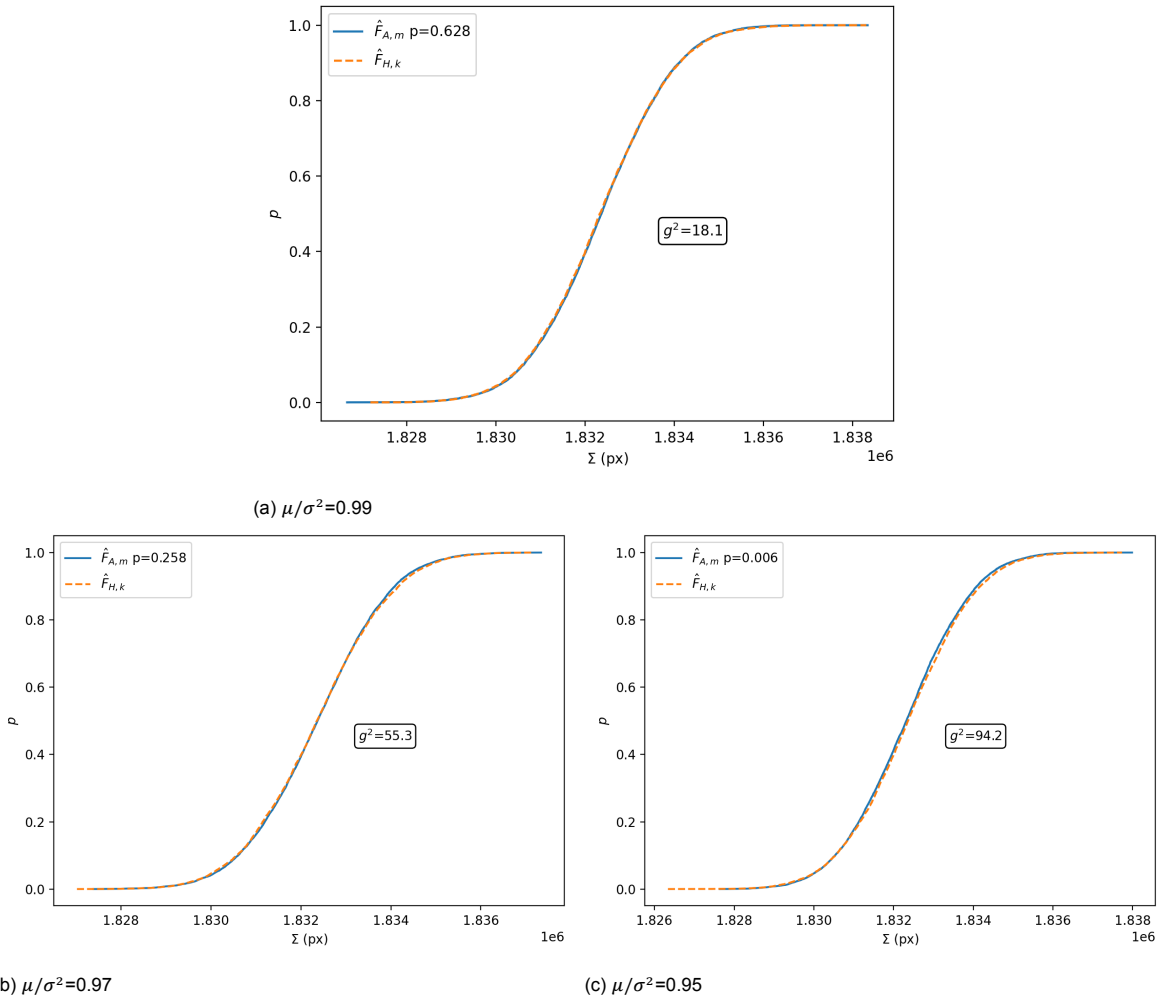 1.0
0.8
0.6
0.4
0.2
0.0
p
F̂A,m p=0.628
F̂H,k
g²=18.1
1.828 1.830 1.832 1.834 1.836 1.838
1e6
Σ (px)
(a) μ/σ²=0.99
1.0
0.8
0.6
0.4
0.2
0.0
p
F̂A,m p=0.258
F̂H,k
g²=55.3
1.828 1.830 1.832 1.834 1.836
1e6
Σ (px)
b) μ/σ²=0.97
1.0
0.8
0.6
0.4
0.2
0.0
p
F̂A,m p=0.006
F̂H,k
g²=94.2
1.826 1.828 1.830 1.832 1.834 1.836 1.838
1e6
Σ (px)
(c) μ/σ²=0.95